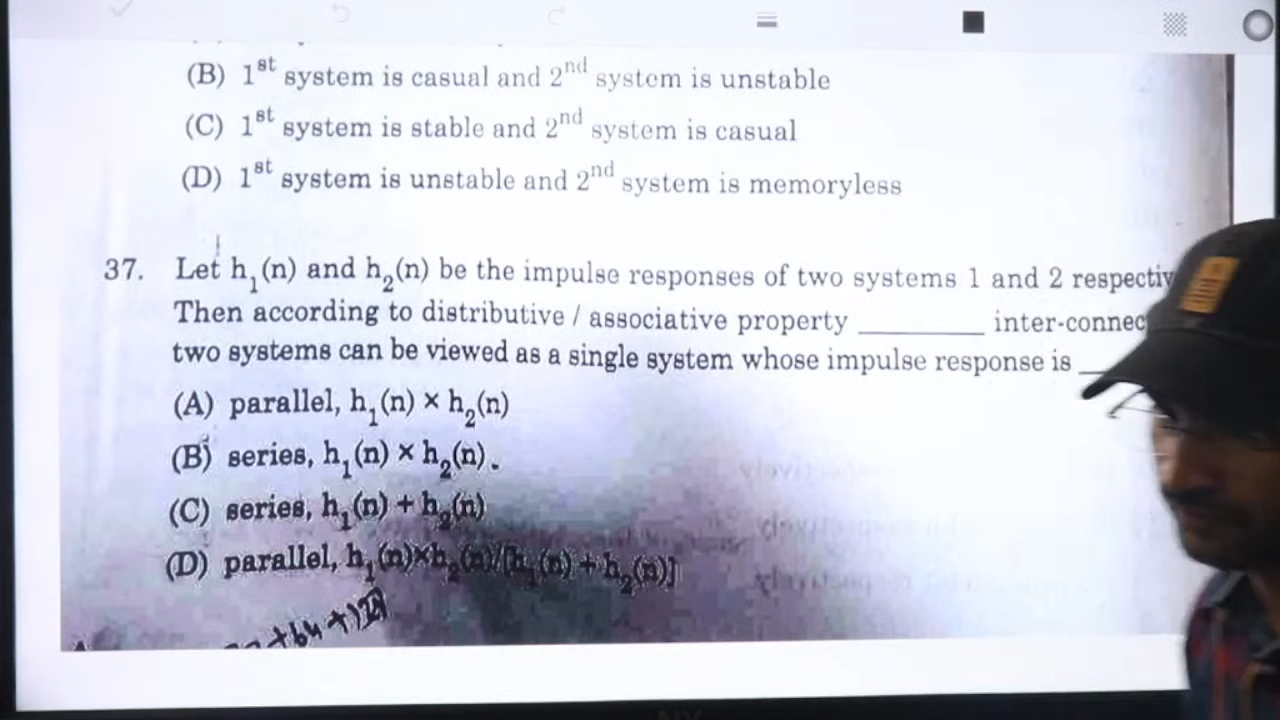 (B) 1st system is casual and 2nd system is unstable
(C) 1st system is stable and 2nd system is casual
(D) 1st system is unstable and 2nd system is memoryless
37. Let h₁(n) and h₂(n) be the impulse responses of two systems 1 and 2 respectiv
Then according to distributive / associative property ________ inter-connec
two systems can be viewed as a single system whose impulse response is __
(A) parallel, h₁(n) × h₂(n)
(B) series, h₁(n) × h₂(n).
(C) series, h₁(n) + h₂(n)
(D) parallel, h₁(n)×h₂(n)/[h₁(n) + h₂(n)]